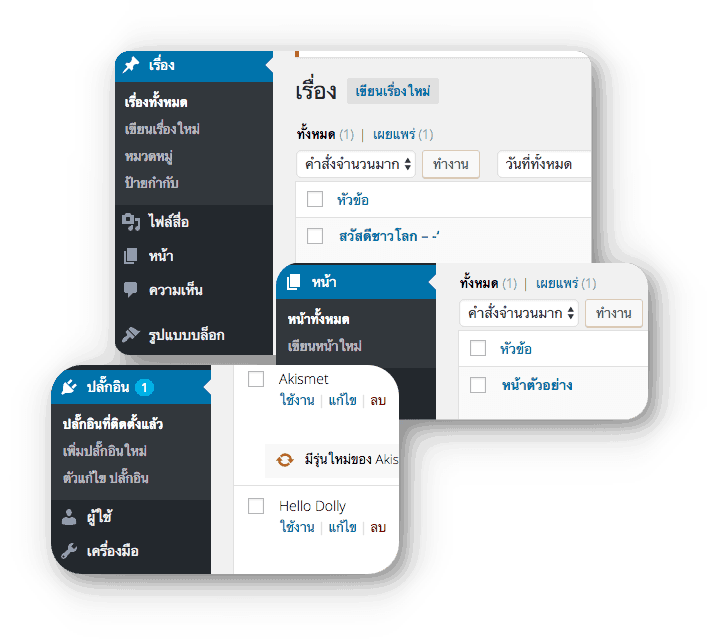 เรื่อง
เรื่องทั้งหมด
เขียนเรื่องใหม่
หมวดหมู่
ป้ายกำกับ
ไฟล์สื่อ
หน้า
ความเห็น
รูปแบบบล็อก
เรื่อง เขียนเรื่องใหม่
ทั้งหมด (1) | เผยแพร่ (1)
คำสั่งจำนวนมาก ทำงาน วันที่ทั้งหมด
หัวข้อ
สวัสดีชาวโลก – -‘
หน้า
หน้าทั้งหมด
เขียนหน้าใหม่
ทั้งหมด (1) | เผยแพร่ (1)
คำสั่งจำนวนมาก ทำงาน
หัวข้อ
หน้าตัวอย่าง
ปลั๊กอิน 1
ปลั๊กอินที่ติดตั้งแล้ว
เพิ่มปลั๊กอินใหม่
ตัวแก้ไข ปลั๊กอิน
ผู้ใช้
เครื่องมือ
Akismet
ใช้งาน | แก้ไข | ลบ
มีรุ่นใหม่ของ Akis
Hello Dolly
ใช้งาน | แก้ไข | ลบ